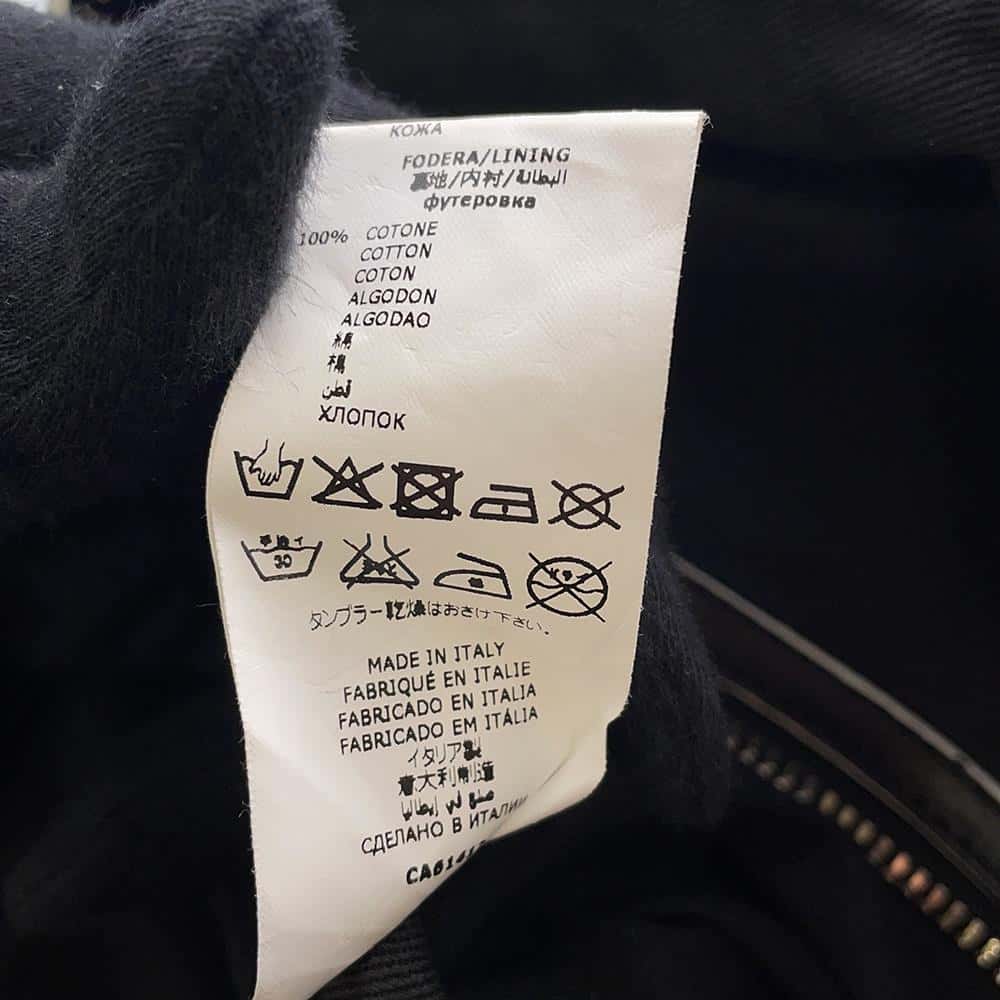 КОЖА
FODERA/LINING
裏地/内衬/البطانة
футеровка
100% COTONE
COTTON
COTON
ALGODON
ALGODAO
綿
棉
قطن
ХЛОПОК
30
タンブラー乾燥はおさけ下さい。
MADE IN ITALY
FABRIQUÉ EN ITALIE
FABRICADO EN ITALIA
FABRICADO EM ITÁLIA
イタリア製
意大利制造
صنع في إيطاليا
СДЕЛАНО В ИТАЛИИ